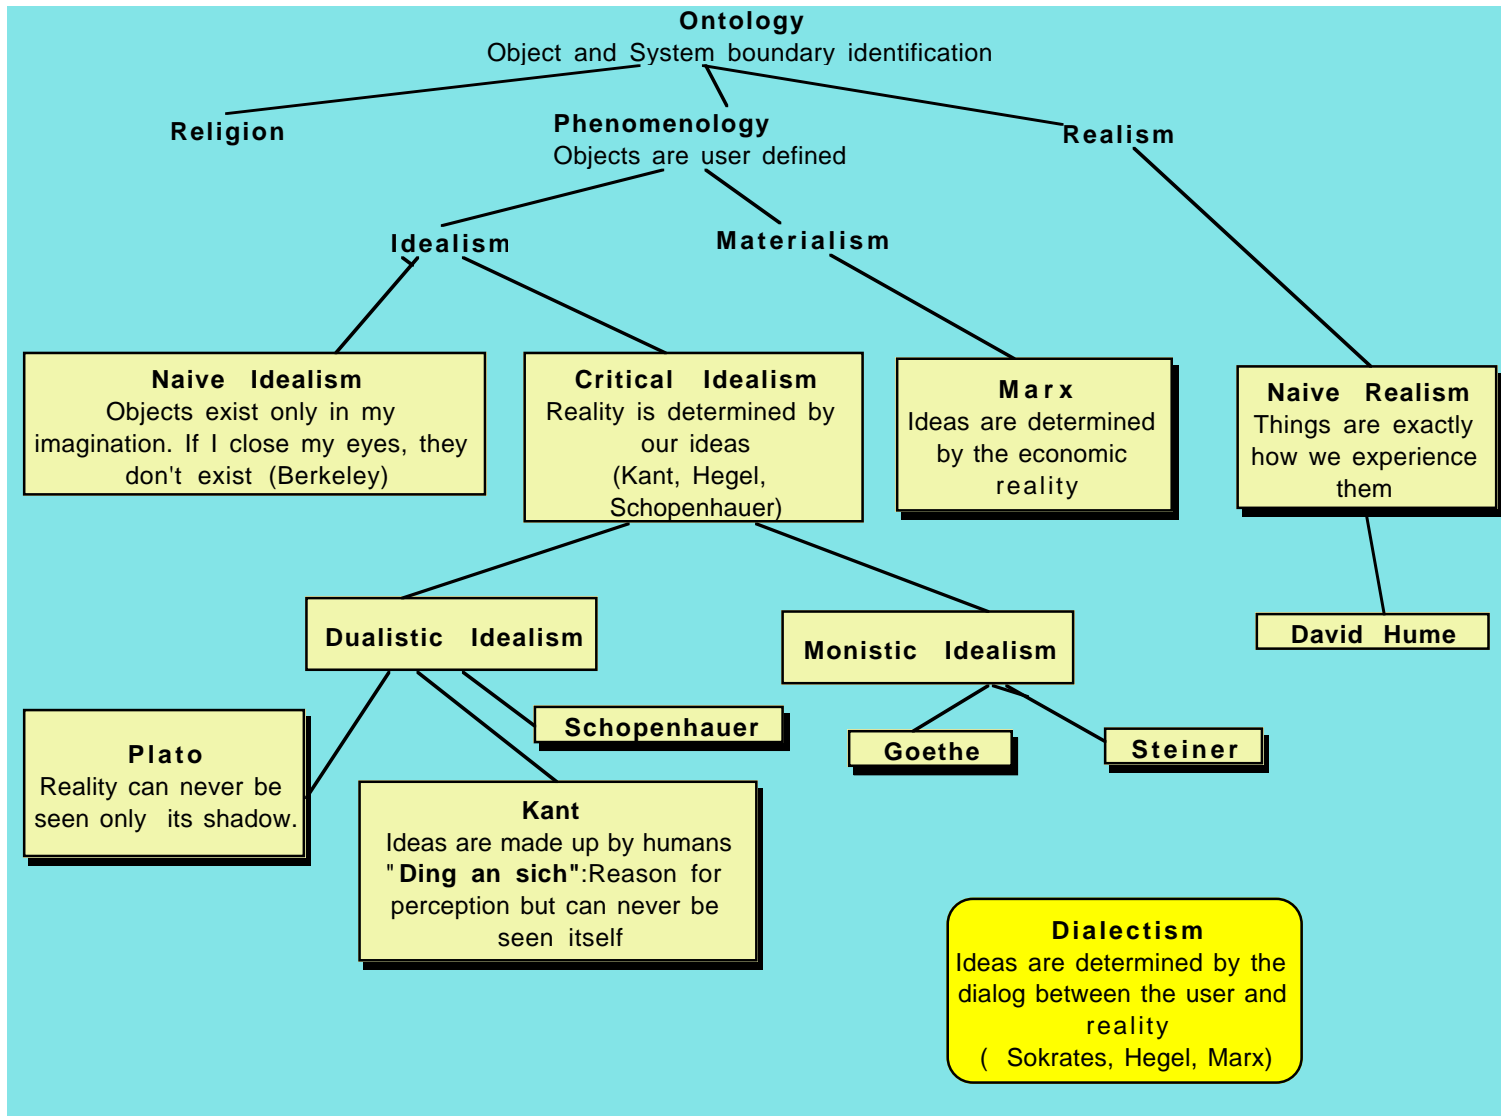 Ontology
Object and System boundary identification
Religion
Phenomenology
Objects are user defined
Realism
Idealism
Materialism
Naive Idealism
Objects exist only in my
imagination. If I close my eyes, they
don't exist (Berkeley)
Critical Idealism
Reality is determined by
our ideas
(Kant, Hegel,
Schopenhauer)
Marx
Ideas are determined
by the economic
reality
Naive Realism
Things are exactly
how we experience
them
Dualistic Idealism
Monistic Idealism
David Hume
Plato
Reality can never be
seen only its shadow.
Schopenhauer
Goethe
Steiner
Kant
Ideas are made up by humans
"Ding an sich":Reason for
perception but can never be
seen itself
Dialectism
Ideas are determined by the
dialog between the user and
reality
( Sokrates, Hegel, Marx)